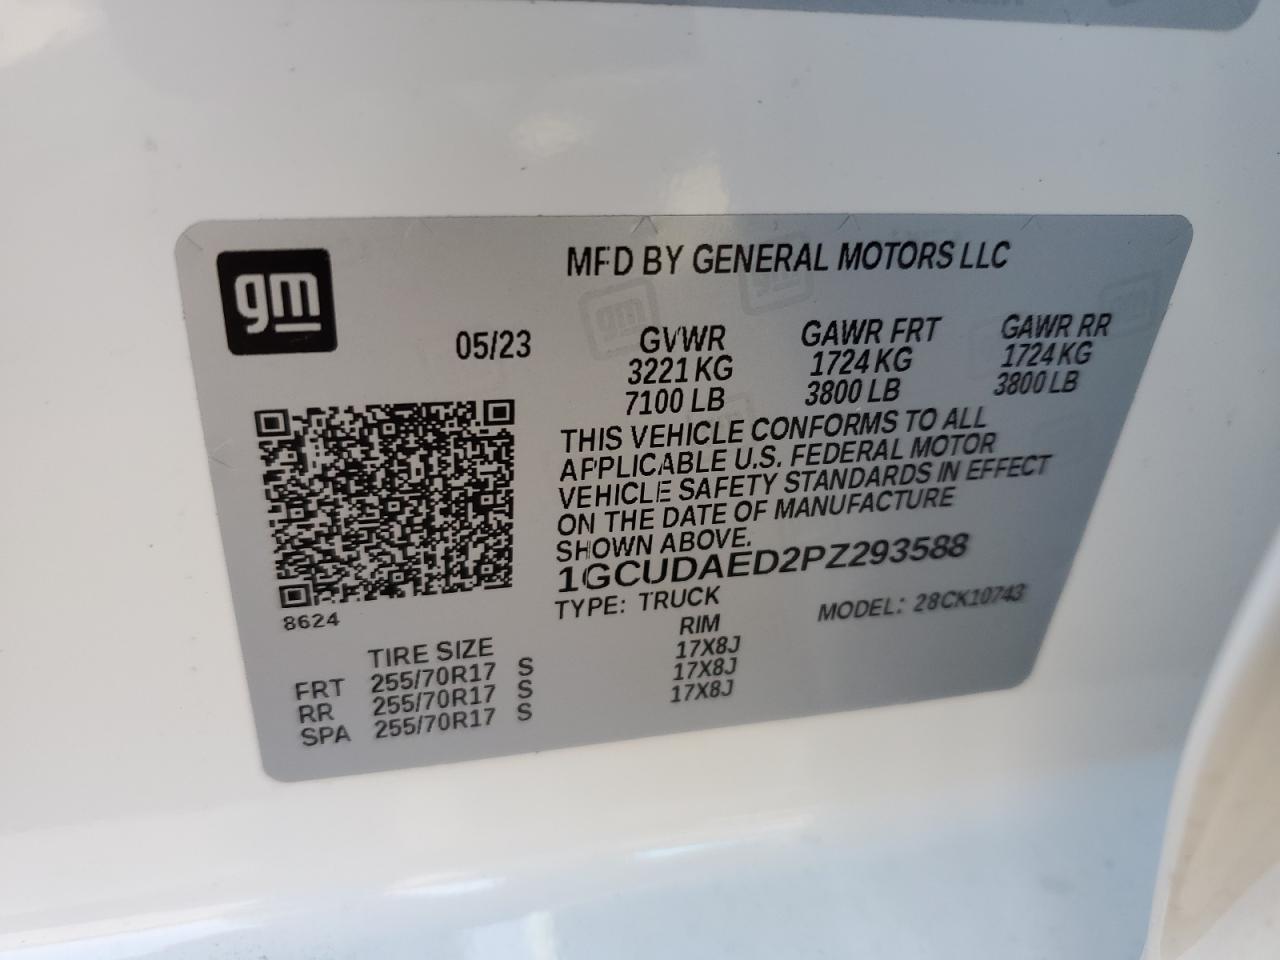 gm
MFD BY GENERAL MOTORS LLC
05/23 GVWR GAWR FRT GAWR RR
3221 KG 1724 KG 1724 KG
7100 LB 3800 LB 3800 LB
THIS VEHICLE CONFORMS TO ALL
APPLICABLE U.S. FEDERAL MOTOR
VEHICLE SAFETY STANDARDS IN EFFECT
ON THE DATE OF MANUFACTURE
SHOWN ABOVE.
1GCUDAED2PZ293588
TYPE: TRUCK MODEL: 28CK10743
8624
TIRE SIZE RIM
FRT 255/70R17 S 17X8J
RR 255/70R17 S 17X8J
SPA 255/70R17 S 17X8J